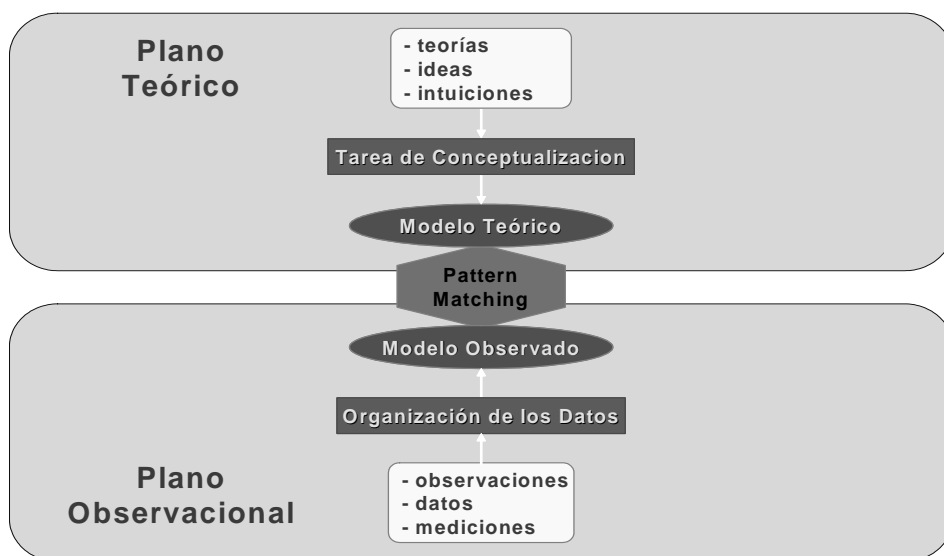 Plano
Teórico
- teorías
- ideas
- intuiciones
Tarea de Conceptualizacion
Modelo Teórico
Pattern
Matching
Modelo Observado
Organización de los Datos
Plano
Observacional
- observaciones
- datos
- mediciones